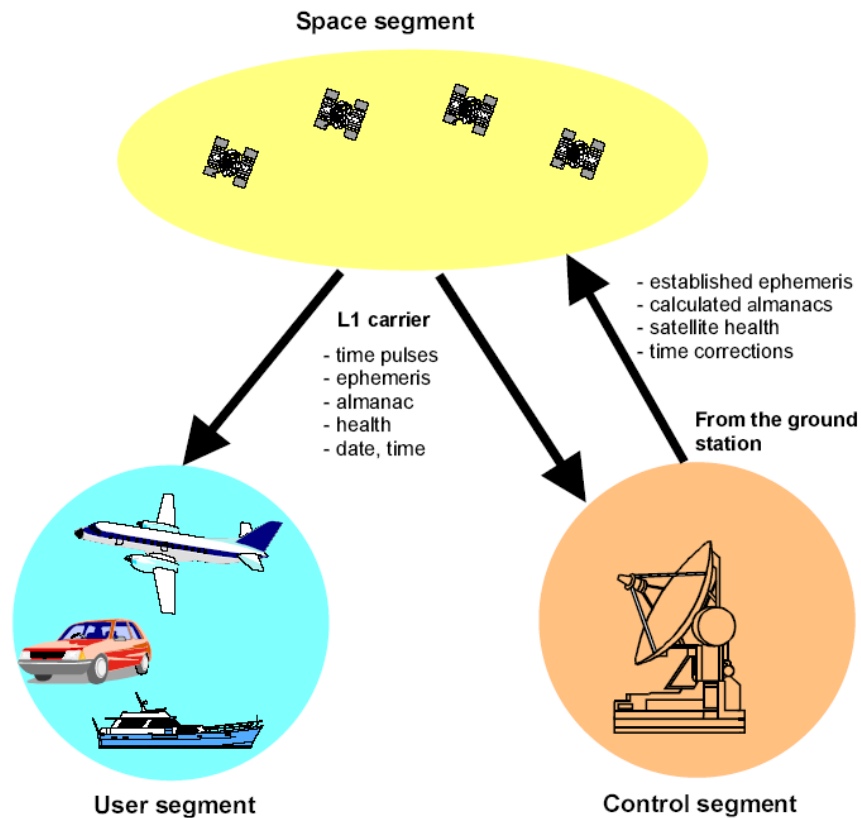 Space segment
L1 carrier
- time pulses
- ephemeris
- almanac
- health
- date, time
- established ephemeris
- calculated almanacs
- satellite health
- time corrections
From the ground
station
User segment
Control segment